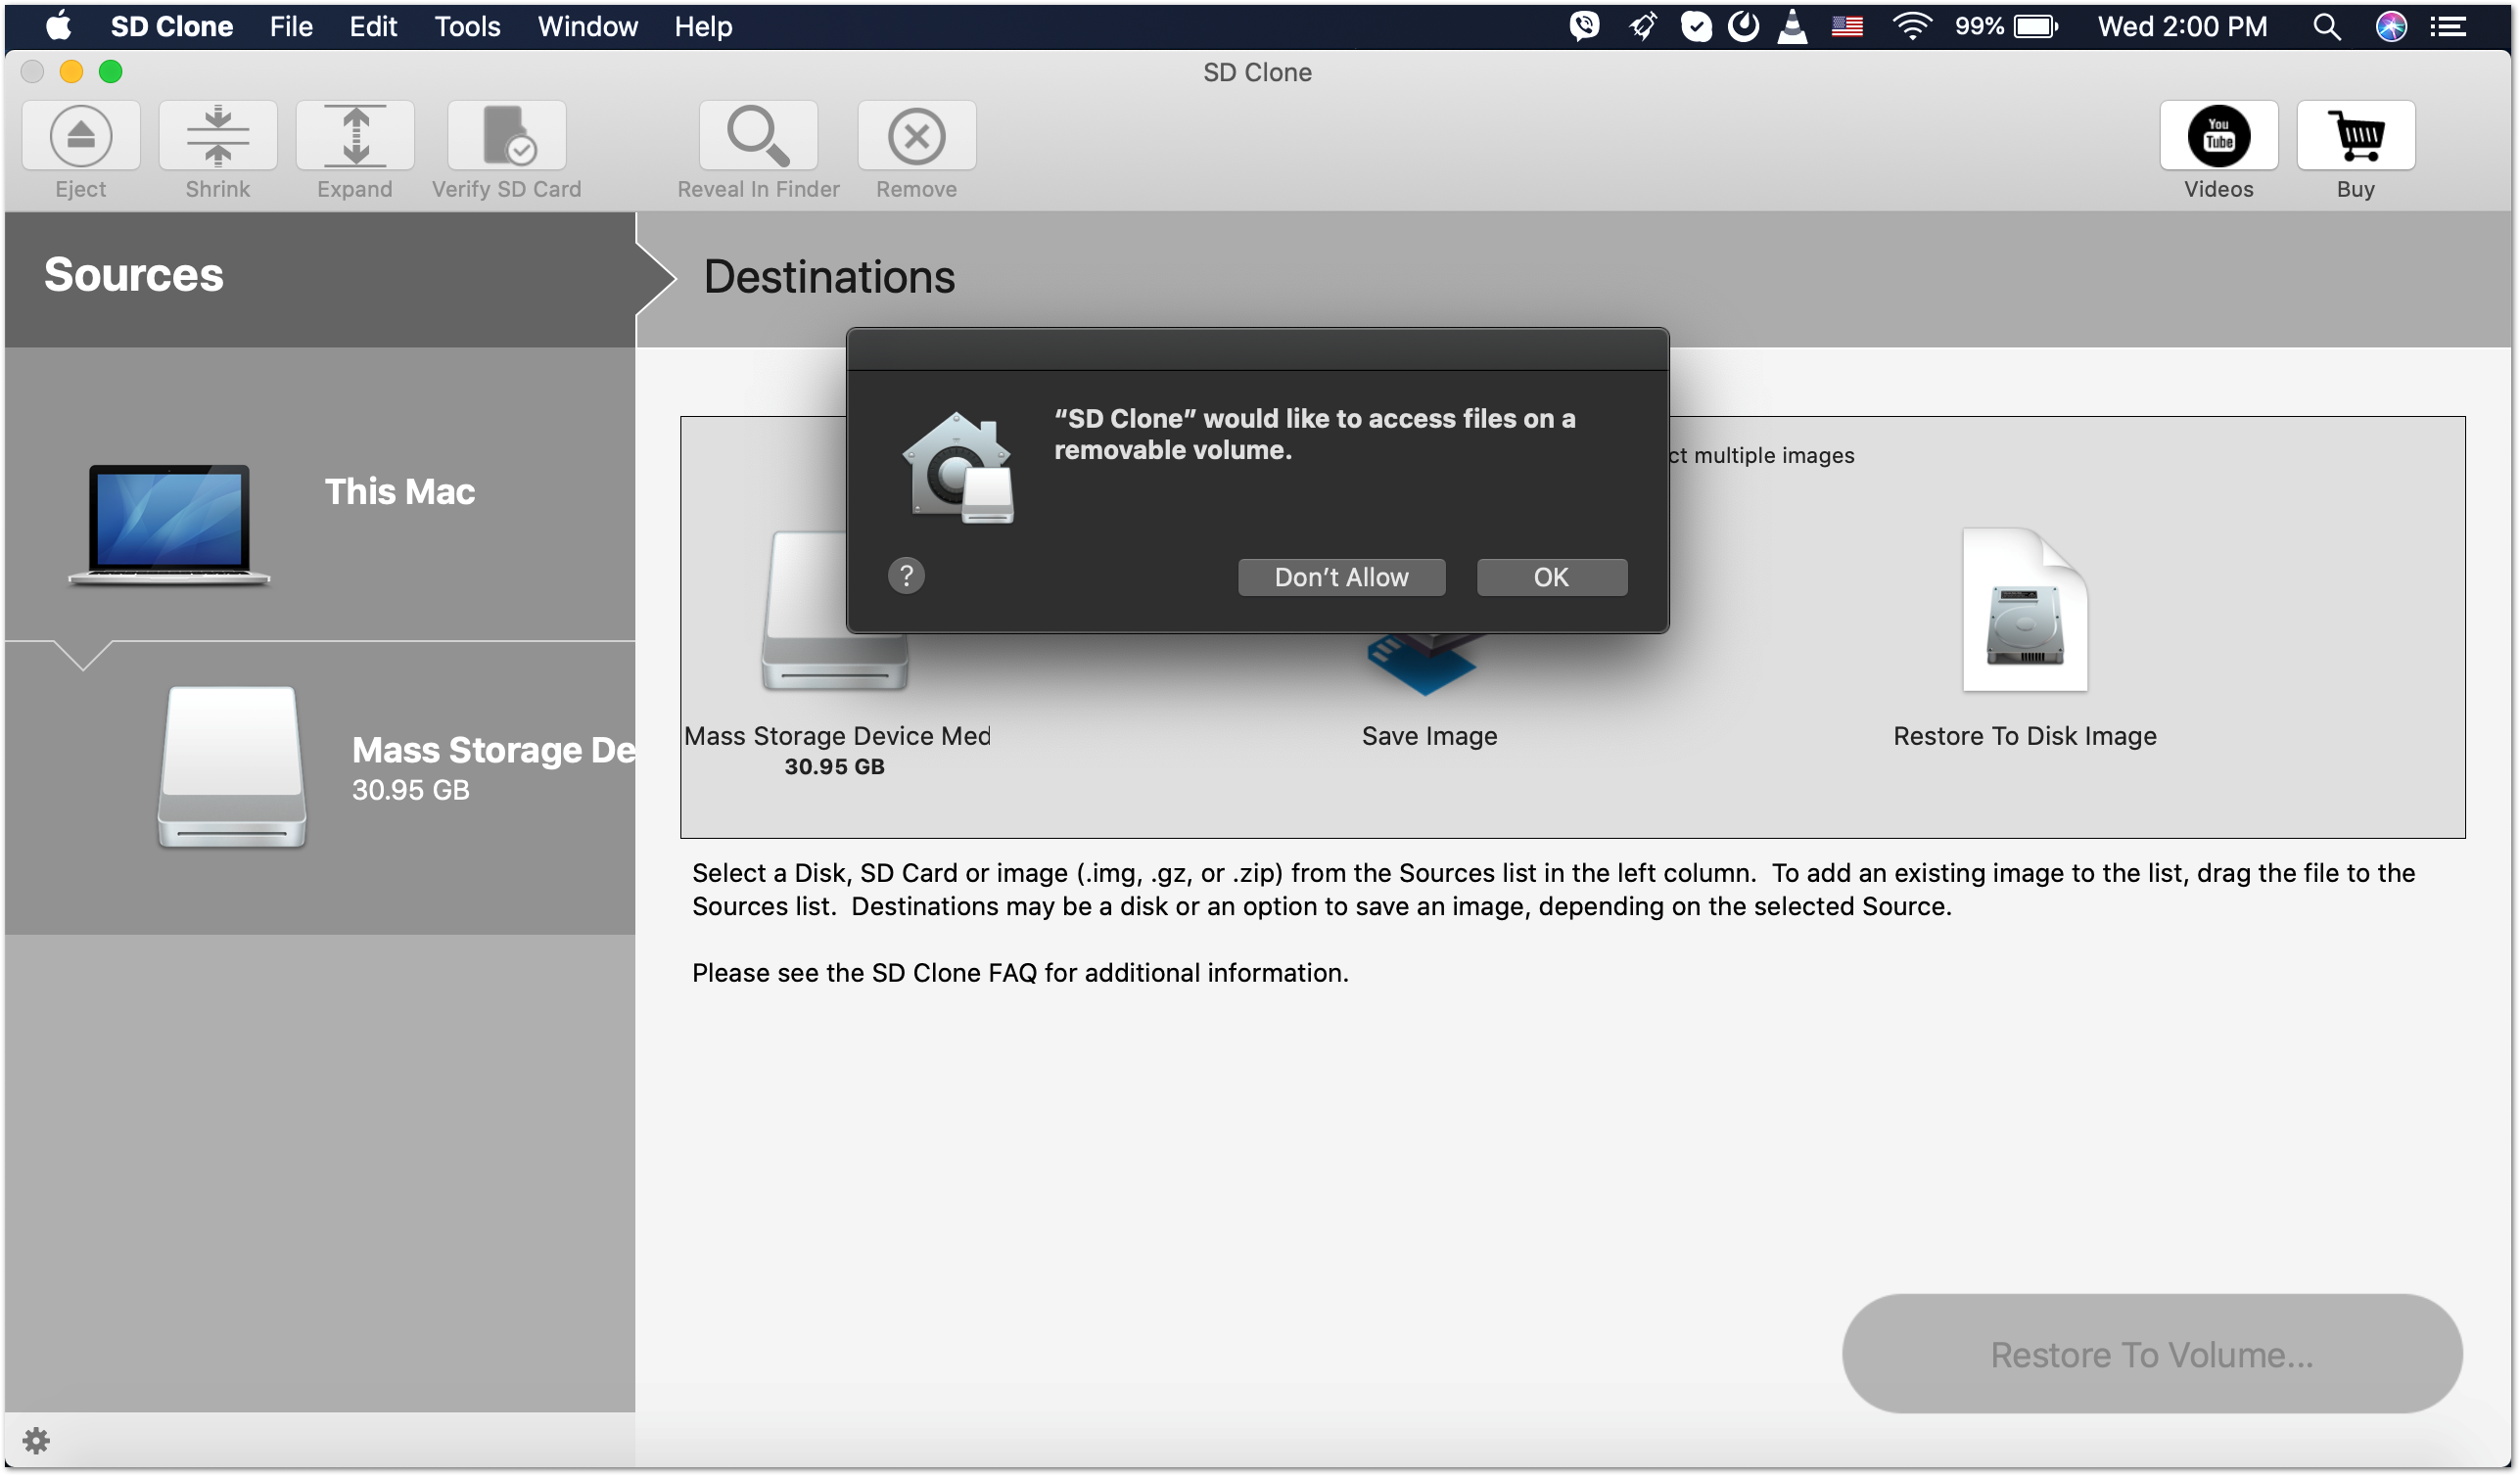 SD Clone File Edit Tools Window Help 99% Wed 2:00 PM
SD Clone
Eject Shrink Expand Verify SD Card Reveal In Finder Remove You Tube Videos Buy
Sources
Destinations
“SD Clone” would like to access files on a
removable volume.
ct multiple images
This Mac
? Don’t Allow OK
Mass Storage De
30.95 GB
Mass Storage Device Med
30.95 GB
Save Image
Restore To Disk Image
Select a Disk, SD Card or image (.img, .gz, or .zip) from the Sources list in the left column.  To add an existing image to the list, drag the file to the
Sources list.  Destinations may be a disk or an option to save an image, depending on the selected Source.
Please see the SD Clone FAQ for additional information.
Restore To Volume...